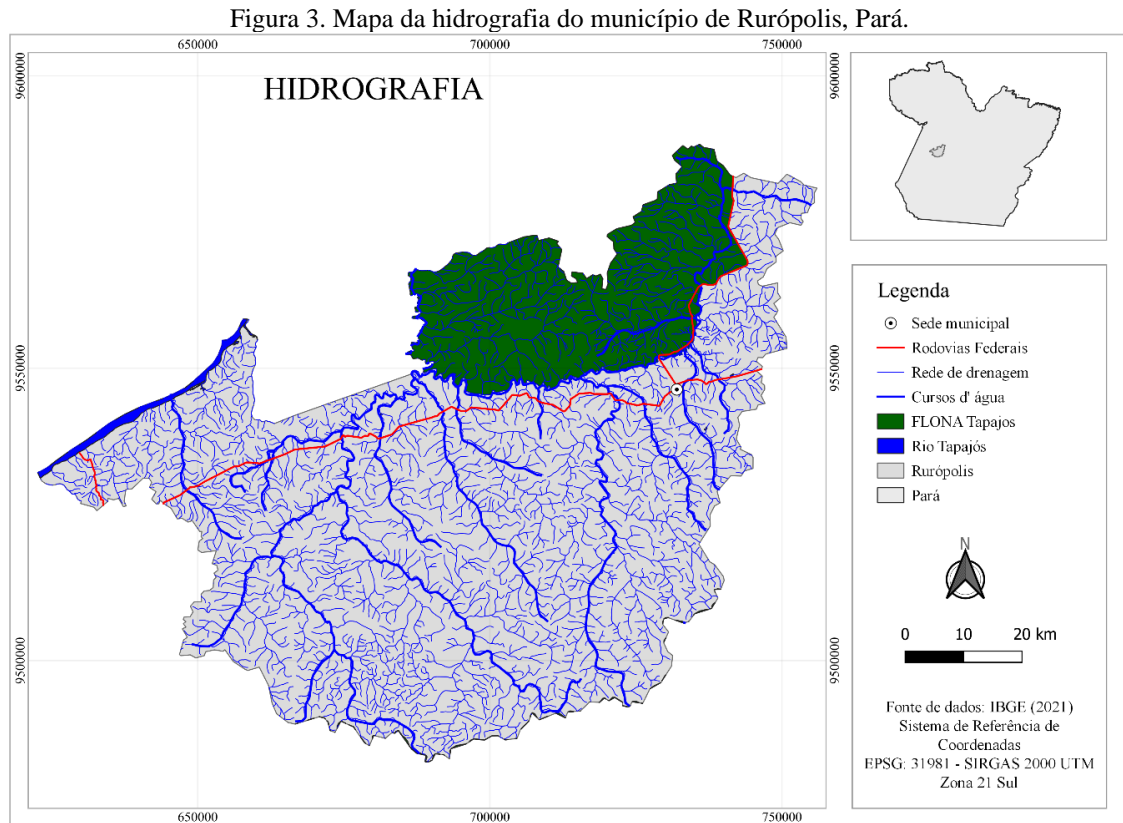 Figura 3. Mapa da hidrografia do município de Rurópolis, Pará.
650000 700000 750000
HIDROGRAFIA
9600000 9600000
9550000 9550000
9500000 9500000
650000 700000 750000
Legenda
Sede municipal
Rodovias Federais
Rede de drenagem
Cursos d' água
FLONA Tapajos
Rio Tapajós
Rurópolis
Pará
N
0 10 20 km
Fonte de dados: IBGE (2021)
Sistema de Referência de
Coordenadas
EPSG: 31981 - SIRGAS 2000 UTM
Zona 21 Sul